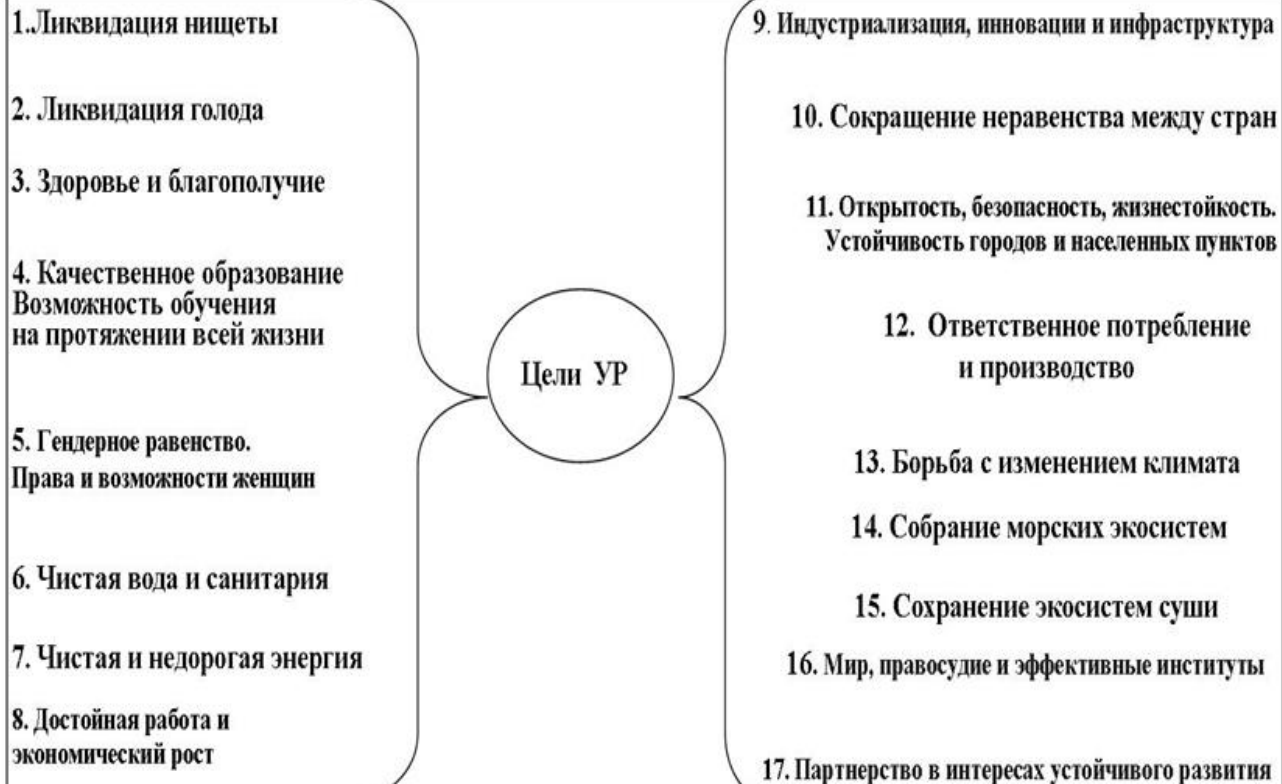 1..Ликвидация нищеты
2. Ликвидация голода
3. Здоровье и благополучие
4. Качественное образование
Возможность обучения
на протяжении всей жизни
5. Гендерное равенство.
Права и возможности женщин
6. Чистая вода и санитария
7. Чистая и недорогая энергия
8. Достойная работа и
экономический рост
Цели УР
9. Индустриализация, инновации и инфраструктура
10. Сокращение неравенства между стран
11. Открытость, безопасность, жизнестойкость.
Устойчивость городов и населенных пунктов
12. Ответственное потребление
и производство
13. Борьба с изменением климата
14. Собрание морских экосистем
15. Сохранение экосистем суши
16. Мир, правосудие и эффективные институты
17. Партнерство в интересах устойчивого развития